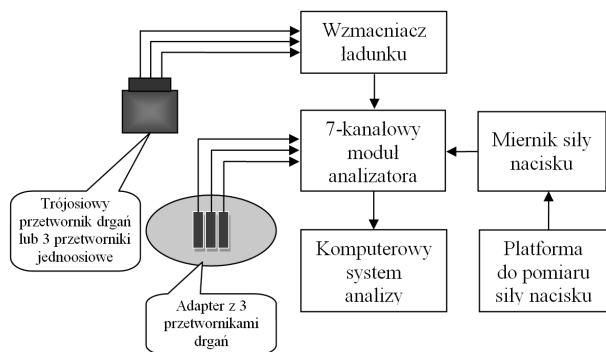 Wzmacniacz
ładunku
7-kanałowy
moduł
analizatora
Miernik siły
nacisku
Trójosiowy
przetwornik drgań
lub 3 przetworniki
jednoosiowe
Komputerowy
system
analizy
Platforma
do pomiaru
siły nacisku
Adapter z 3
przetwornikami
drgań